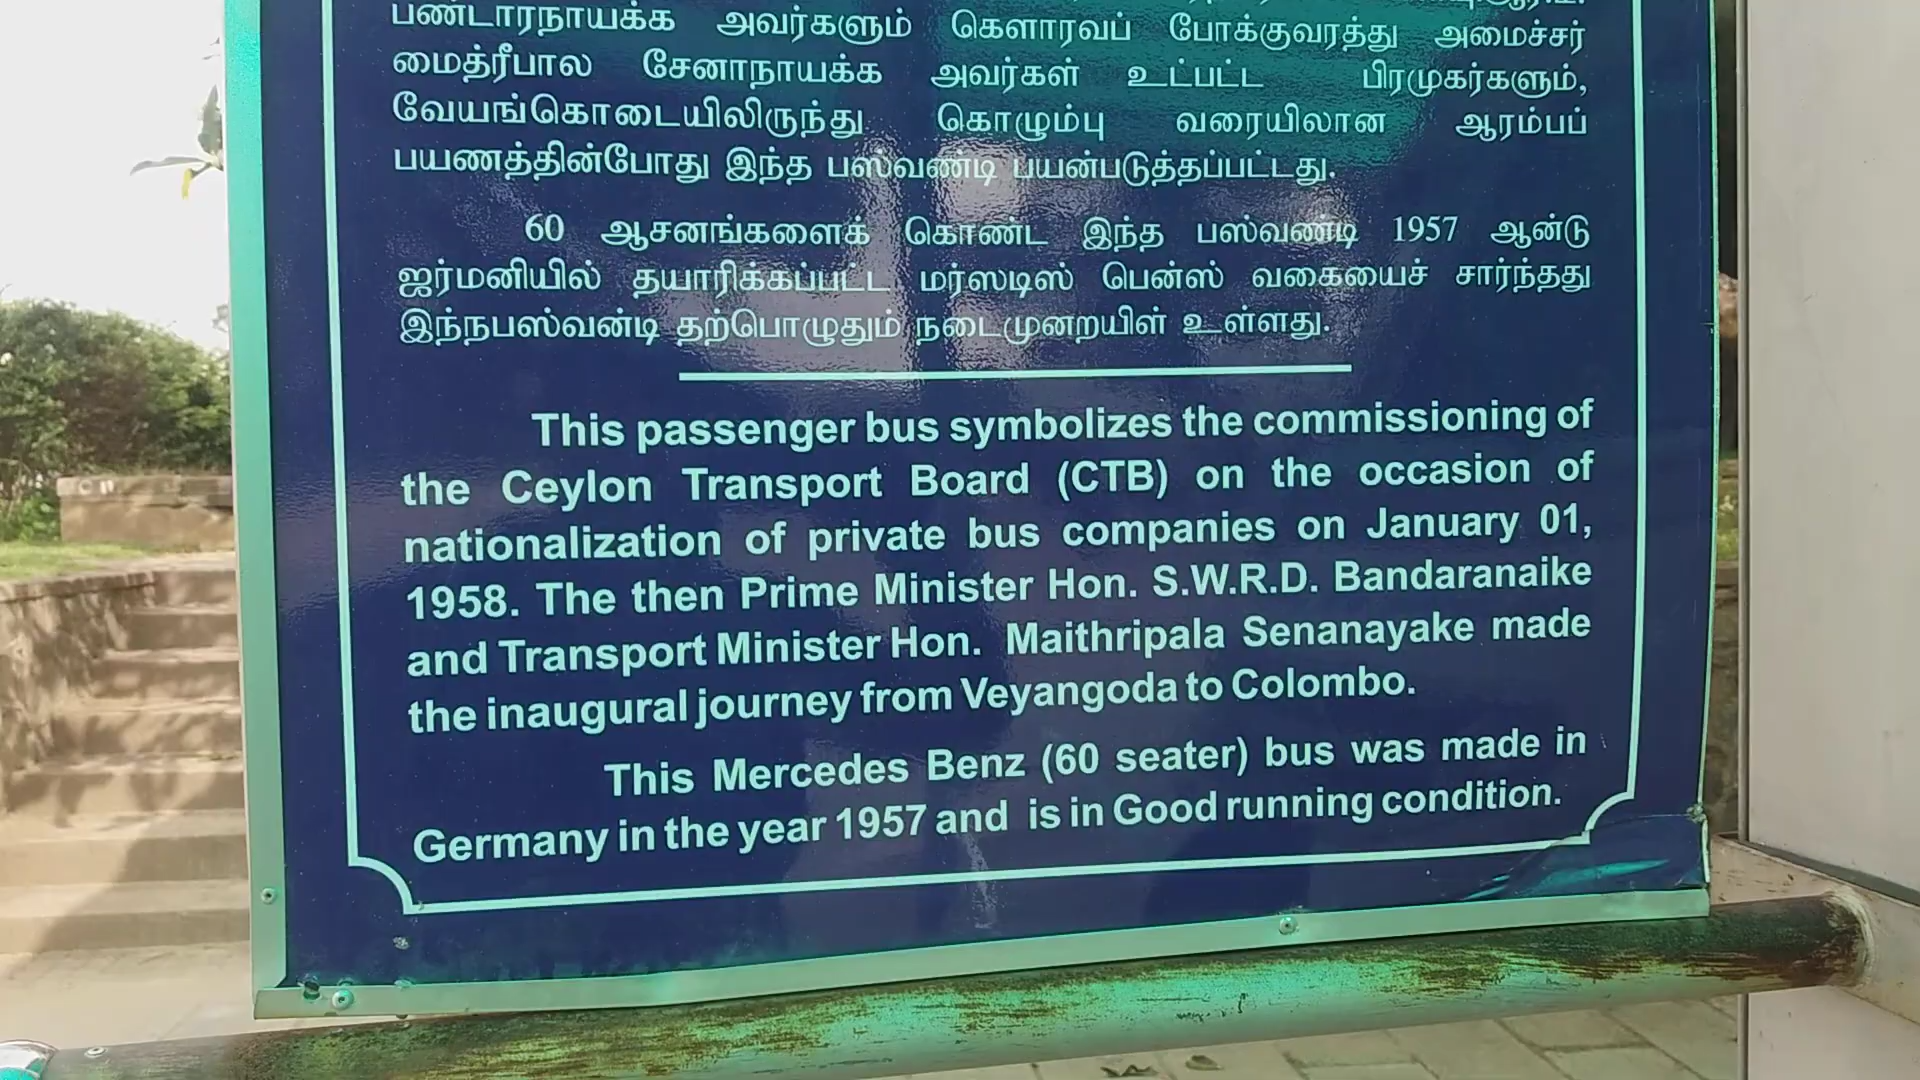 பண்டாரநாயக்க அவர்களும் கௌரவப் போக்குவரத்து அமைச்சர்
மைத்ரீபால சேனாநாயக்க அவர்கள் உட்பட்ட பிரமுகர்களும்,
வேயங்கொடையிலிருந்து கொழும்பு வரையிலான ஆரம்பப்
பயணத்தின்போது இந்த பஸ்வண்டி பயன்படுத்தப்பட்டது.
60 ஆசனங்களைக் கொண்ட இந்த பஸ்வண்டி 1957 ஆன்டு
ஜர்மனியில் தயாரிக்கப்பட்ட மர்ஸடிஸ் பென்ஸ் வகையைச் சார்ந்தது
இந்நபஸ்வன்டி தற்பொழுதும் நடைமுனறயிள் உள்ளது.
This passenger bus symbolizes the commissioning of
the Ceylon Transport Board (CTB) on the occasion of
nationalization of private bus companies on January 01,
1958. The then Prime Minister Hon. S.W.R.D. Bandaranaike
and Transport Minister Hon. Maithripala Senanayake made
the inaugural journey from Veyangoda to Colombo.
This Mercedes Benz (60 seater) bus was made in
Germany in the year 1957 and is in Good running condition.